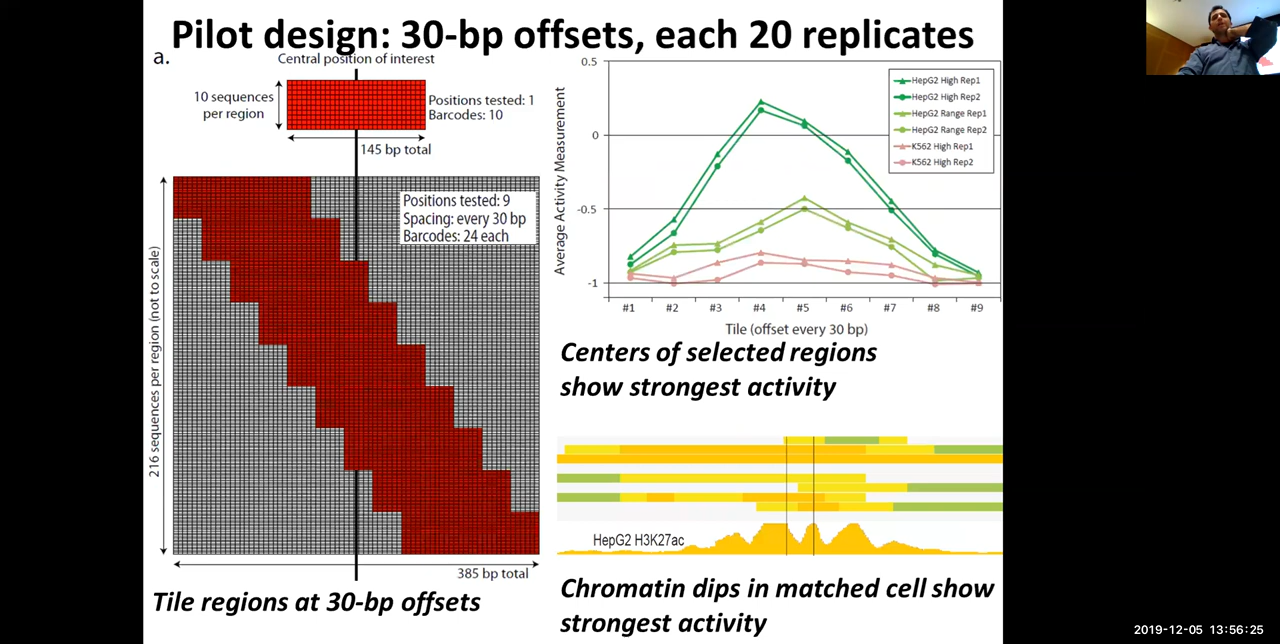 Pilot design: 30-bp offsets, each 20 replicates
a.
Central position of interest
10 sequences
per region
Positions tested: 1
Barcodes: 10
145 bp total
Positions tested: 9
Spacing: every 30 bp
Barcodes: 24 each
216 sequences per region (not to scale)
385 bp total
Tile regions at 30-bp offsets
0.5
0
-0.5
-1
Average Activity Measurement
HepG2 High Rep1
HepG2 High Rep2
HepG2 Range Rep1
HepG2 Range Rep2
K562 High Rep1
K562 High Rep2
#1 #2 #3 #4 #5 #6 #7 #8 #9
Tile (offset every 30 bp)
Centers of selected regions
show strongest activity
HepG2 H3K27ac
Chromatin dips in matched cell show
strongest activity
2019-12-05 13:56:25